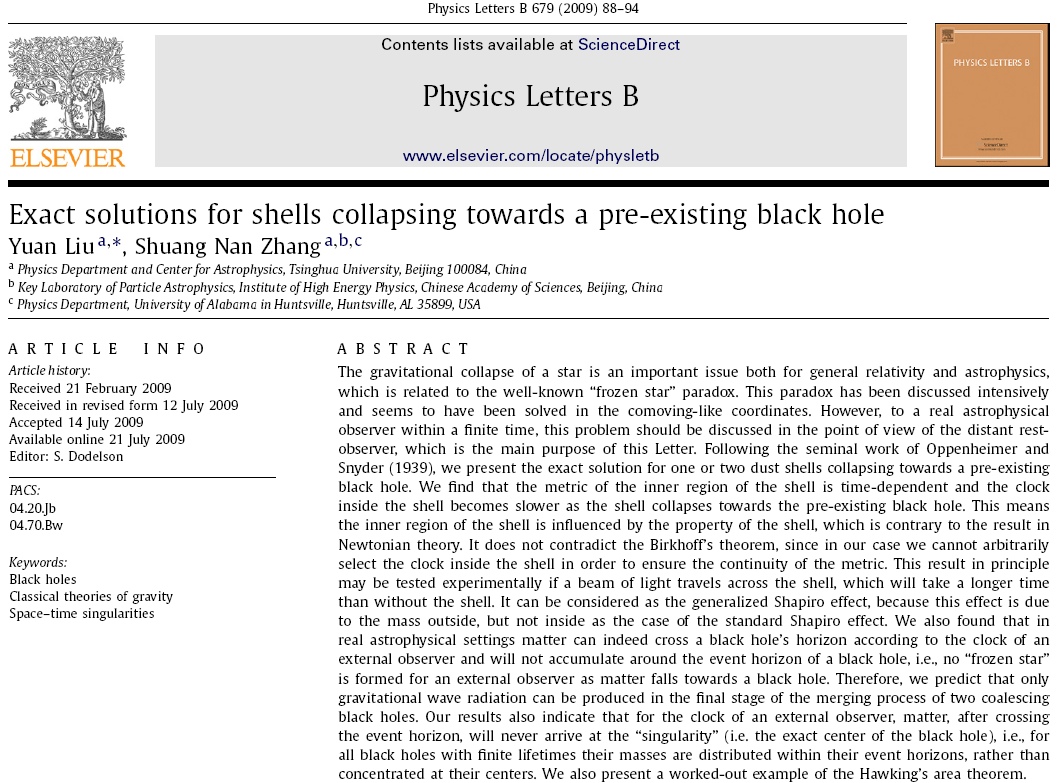 Physics Letters B 679 (2009) 88–94
Contents lists available at ScienceDirect
Physics Letters B
www.elsevier.com/locate/physletb
ELSEVIER
PHYSICS LETTERS B
Exact solutions for shells collapsing towards a pre-existing black hole
Yuan Liu a,*, Shuang Nan Zhang a,b,c
a Physics Department and Center for Astrophysics, Tsinghua University, Beijing 100084, China
b Key Laboratory of Particle Astrophysics, Institute of High Energy Physics, Chinese Academy of Sciences, Beijing, China
c Physics Department, University of Alabama in Huntsville, Huntsville, AL 35899, USA
ARTICLE INFO
Article history:
Received 21 February 2009
Received in revised form 12 July 2009
Accepted 14 July 2009
Available online 21 July 2009
Editor: S. Dodelson
PACS:
04.20.Jb
04.70.Bw
Keywords:
Black holes
Classical theories of gravity
Space–time singularities
ABSTRACT
The gravitational collapse of a star is an important issue both for general relativity and astrophysics,
which is related to the well-known “frozen star” paradox. This paradox has been discussed intensively
and seems to have been solved in the comoving-like coordinates. However, to a real astrophysical
observer within a finite time, this problem should be discussed in the point of view of the distant rest-
observer, which is the main purpose of this Letter. Following the seminal work of Oppenheimer and
Snyder (1939), we present the exact solution for one or two dust shells collapsing towards a pre-existing
black hole. We find that the metric of the inner region of the shell is time-dependent and the clock
inside the shell becomes slower as the shell collapses towards the pre-existing black hole. This means
the inner region of the shell is influenced by the property of the shell, which is contrary to the result in
Newtonian theory. It does not contradict the Birkhoff’s theorem, since in our case we cannot arbitrarily
select the clock inside the shell in order to ensure the continuity of the metric. This result in principle
may be tested experimentally if a beam of light travels across the shell, which will take a longer time
than without the shell. It can be considered as the generalized Shapiro effect, because this effect is due
to the mass outside, but not inside as the case of the standard Shapiro effect. We also found that in
real astrophysical settings matter can indeed cross a black hole’s horizon according to the clock of an
external observer and will not accumulate around the event horizon of a black hole, i.e., no “frozen star”
is formed for an external observer as matter falls towards a black hole. Therefore, we predict that only
gravitational wave radiation can be produced in the final stage of the merging process of two coalescing
black holes. Our results also indicate that for the clock of an external observer, matter, after crossing
the event horizon, will never arrive at the “singularity” (i.e. the exact center of the black hole), i.e., for
all black holes with finite lifetimes their masses are distributed within their event horizons, rather than
concentrated at their centers. We also present a worked-out example of the Hawking’s area theorem.